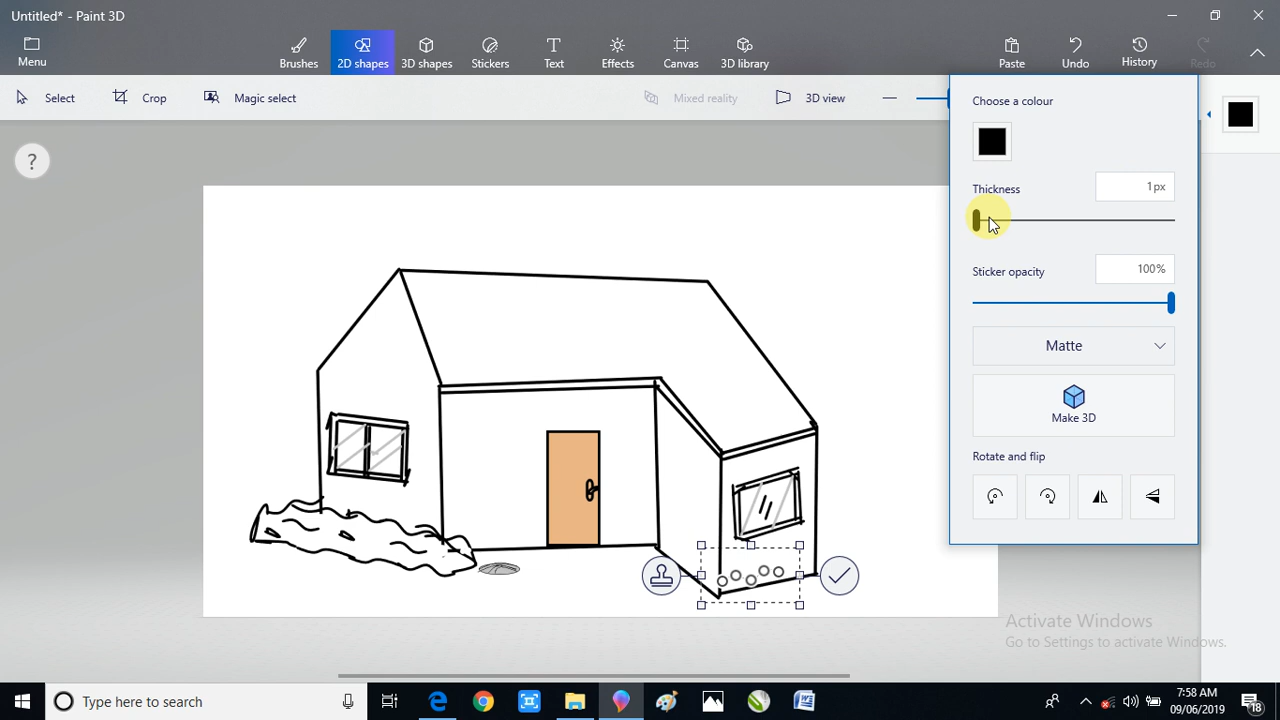 Untitled* - Paint 3D
Menu
Brushes
2D shapes
3D shapes
Stickers
Text
Effects
Canvas
3D library
Paste
Undo
History
Redo
Select
Crop
Magic select
Mixed reality
3D view
?
Choose a colour
Thickness
1px
Sticker opacity
100%
Matte
Make 3D
Rotate and flip
Activate Windows
Go to Settings to activate Windows.
Type here to search
7:58 AM
09/06/2019
18